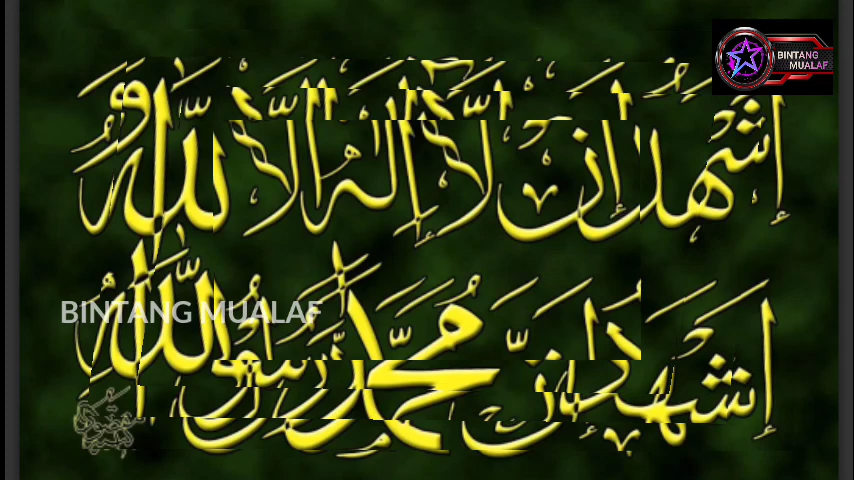 BINTANG
MUALAF
أشهد أن لا إله إلا الله و
أشهد أن محمد رسول الله
BINTANG MUALAF